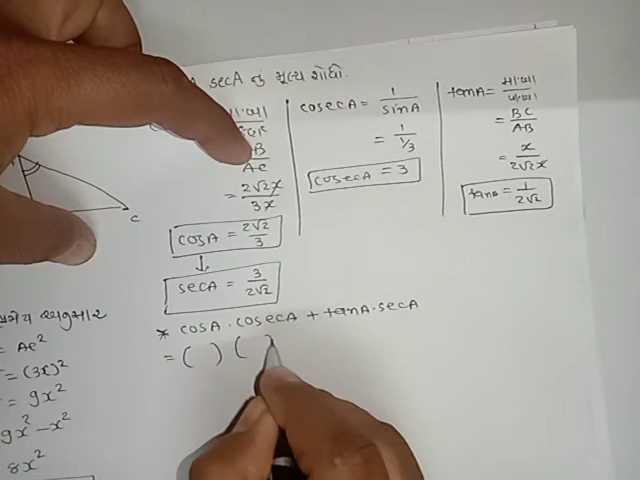 secA નું મૂલ્ય શોધો.
AC
= 2√2x / 3x
cosA = 2√2 / 3
↓
secA = 3 / 2√2
cosecA = 1 / sinA
= 1 / 1/3
cosecA = 3
tanA = સા.બા / પા.બા
= BC / AB
= x / 2√2x
tanA = 1 / 2√2
C
= AC²
= (3x)²
= 9x²
9x² - x²
8x²
* cosA · cosecA + tanA · secA
= ( ) ( )